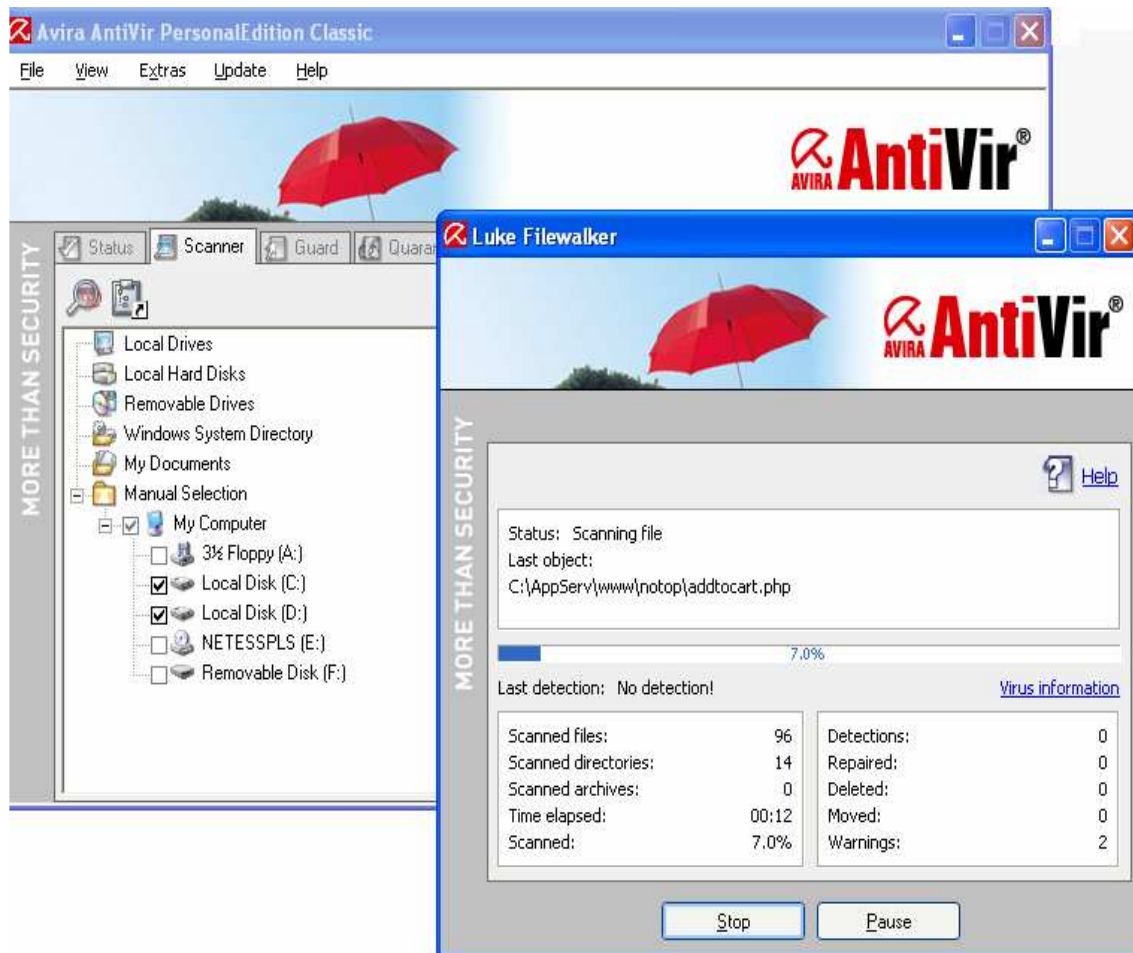 Avira AntiVir PersonalEdition Classic
File View Extras Update Help
AVIRA AntiVir®
MORE THAN SECURITY
Status Scanner Guard
Local Drives
Local Hard Disks
Removable Drives
Windows System Directory
My Documents
Manual Selection
My Computer
3½ Floppy (A:)
Local Disk (C:)
Local Disk (D:)
NETESSPLS (E:)
Removable Disk (F:)
Luke Filewalker
AVIRA AntiVir®
MORE THAN SECURITY
Help
Status: Scanning file
Last object:
C:\AppServ\www\notop\addtocart.php
7.0%
Last detection: No detection! Virus information
Scanned files: 96
Scanned directories: 14
Scanned archives: 0
Time elapsed: 00:12
Scanned: 7.0%
Detections: 0
Repaired: 0
Deleted: 0
Moved: 0
Warnings: 2
Stop Pause